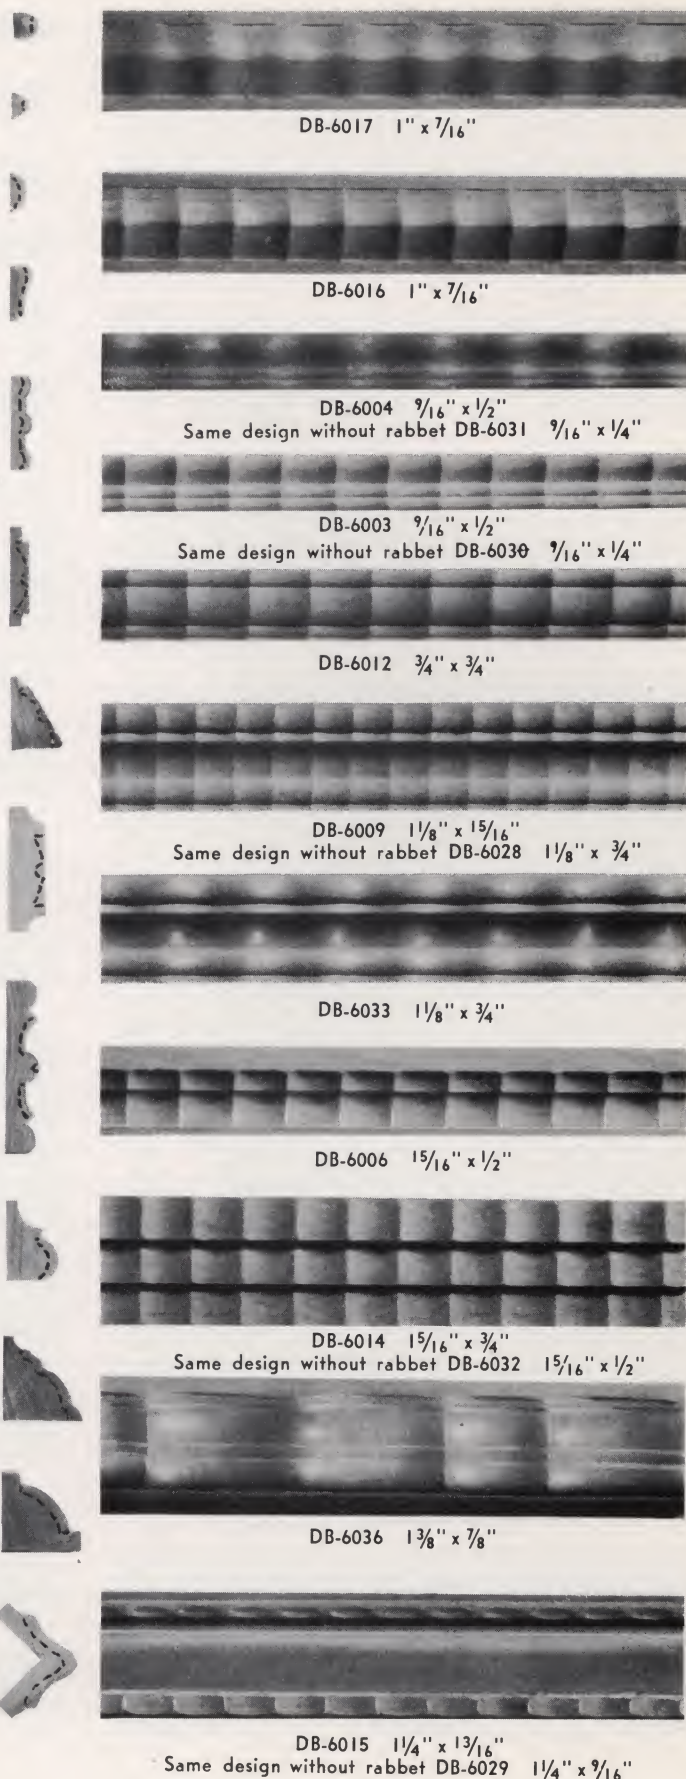 DB-6017 1" x 7/16"
DB-6016 1" x 7/16"
DB-6004 9/16" x 1/2"
Same design without rabbet DB-6031 9/16" x 1/4"
DB-6003 9/16" x 1/2"
Same design without rabbet DB-6030 9/16" x 1/4"
DB-6012 3/4" x 3/4"
DB-6009 1 1/8" x 15/16"
Same design without rabbet DB-6028 1 1/8" x 3/4"
DB-6033 1 1/8" x 3/4"
DB-6006 15/16" x 1/2"
DB-6014 1 5/16" x 3/4"
Same design without rabbet DB-6032 1 5/16" x 1/2"
DB-6036 1 3/8" x 7/8"
DB-6015 1 1/4" x 13/16"
Same design without rabbet DB-6029 1 1/4" x 9/16"